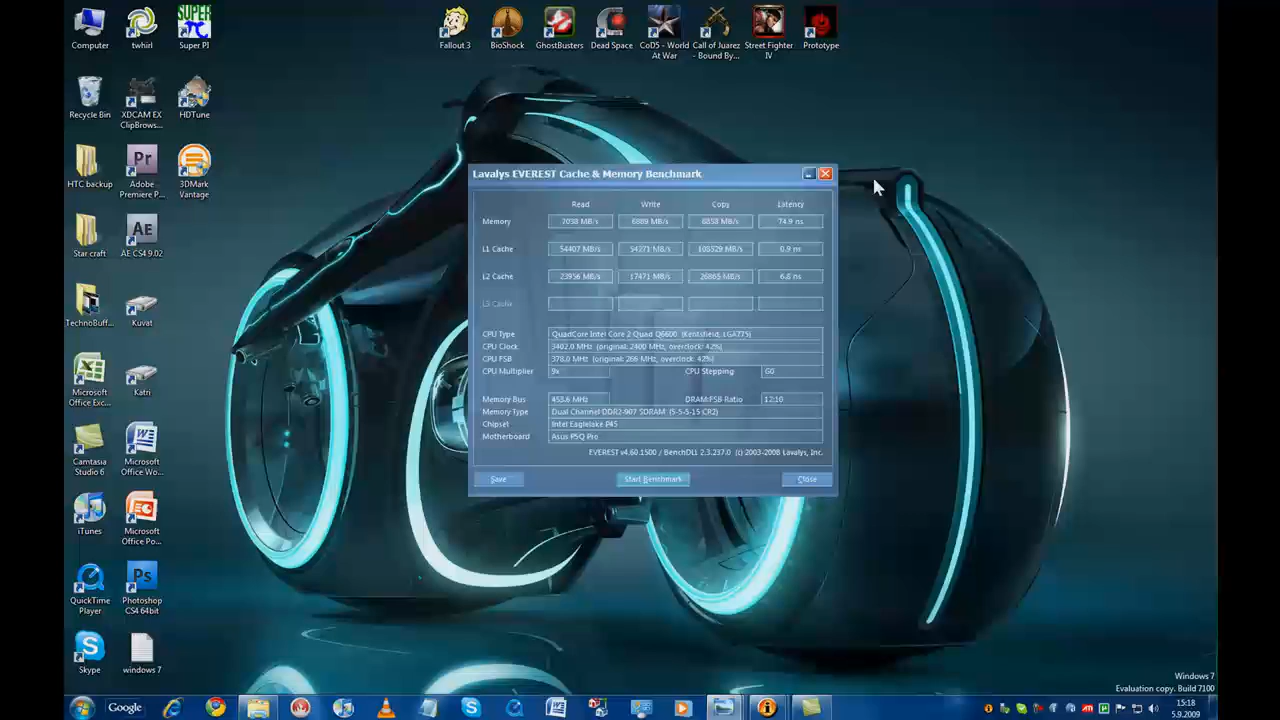 Computer
twhirl
Super PI
Fallout 3
BioShock
GhostBusters
Dead Space
CoD5 - World
At War
Call of Juarez
- Bound By...
Street Fighter
IV
Prototype
Recycle Bin
XDCAM EX
ClipBrows...
HDTune
HTC backup
Adobe
Premiere P...
3DMark
Vantage
Star craft
AE CS4 9.02
TechnoBuff...
Kuvat
Microsoft
Office Exc...
Katri
Camtasia
Studio 6
Microsoft
Office Wo...
iTunes
Microsoft
Office Po...
QuickTime
Player
Photoshop
CS4 64bit
Skype
windows 7
Lavalys EVEREST Cache & Memory Benchmark
Read Write Copy Latency
Memory 7038 MB/s 6889 MB/s 6858 MB/s 74.9 ns
L1 Cache 54407 MB/s 54271 MB/s 108529 MB/s 0.9 ns
L2 Cache 23956 MB/s 17471 MB/s 20865 MB/s 6.8 ns
L3 Cache
CPU Type QuadCore Intel Core 2 Quad Q6600 (Kentsfield, LGA775)
CPU Clock 3402.0 MHz (original: 2400 MHz, overclock: 42%)
CPU FSB 378.0 MHz (original: 266 MHz, overclock: 42%)
CPU Multiplier 9x CPU Stepping G0
Memory Bus 453.6 MHz DRAM:FSB Ratio 12:10
Memory Type Dual Channel DDR2-907 SDRAM (5-5-5-15 CR2)
Chipset Intel Eaglelake P45
Motherboard Asus P5Q Pro
EVEREST v4.60.1500 / BenchDLL 2.3.237.0 (c) 2003-2008 Lavalys, Inc.
Save Start Benchmark Close
Windows 7
Evaluation copy. Build 7100
Google
15:18
5.9.2009